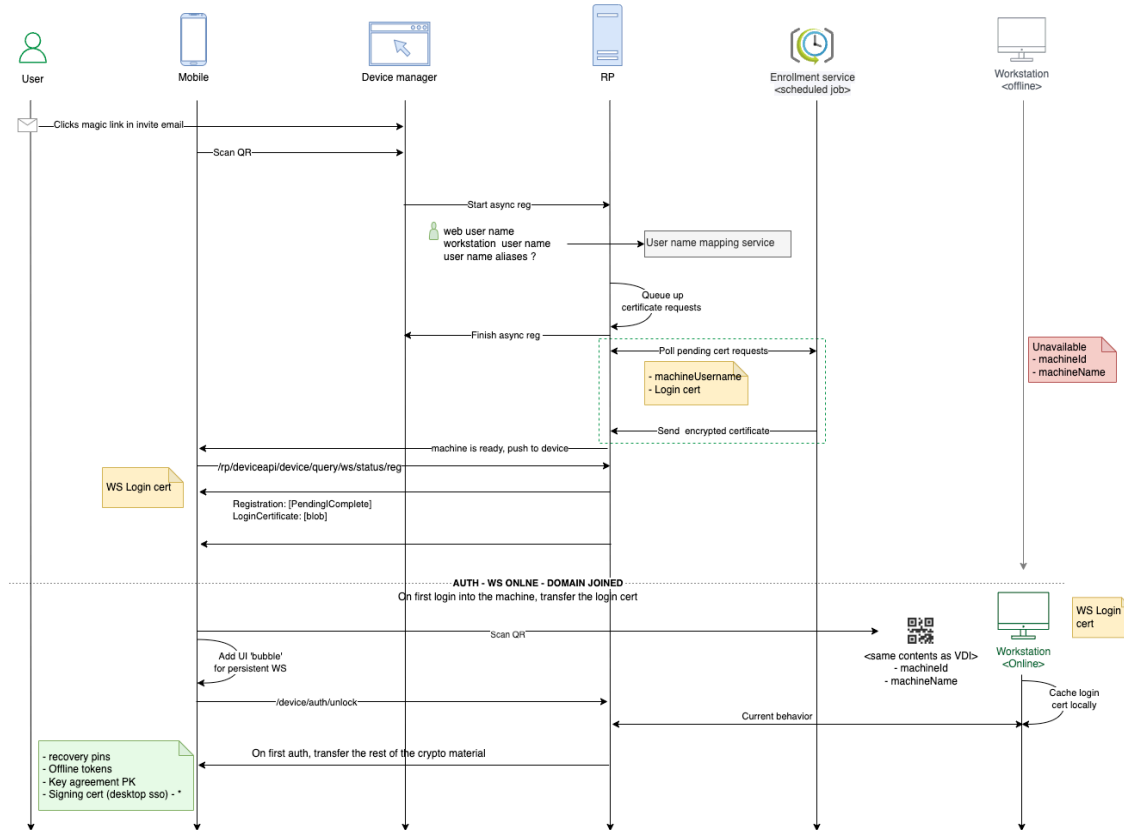 User
Mobile
Device manager
RP
Enrollment service
<scheduled job>
Workstation
<offline>
Clicks magic link in invite email
Scan QR
Start async reg
web user name
workstation user name
user name aliases ?
User name mapping service
Queue up
certificate requests
Finish async reg
Poll pending cert requests
- machineUsername
- Login cert
Unavailable
- machineId
- machineName
Send encrypted certificate
machine is ready, push to device
/rp/deviceapi/device/query/ws/status/reg
WS Login cert
Registration: [Pending|Complete]
LoginCertificate: [blob]
AUTH - WS ONLNE - DOMAIN JOINED
On first login into the machine, transfer the login cert
Scan QR
WS Login
cert
Add UI 'bubble'
for persistent WS
<same contents as VDI>
- machineId
- machineName
Workstation
<Online>
/device/auth/unlock
Cache login
cert locally
Current behavior
On first auth, transfer the rest of the crypto material
- recovery pins
- Offline tokens
- Key agreement PK
- Signing cert (desktop sso) - *